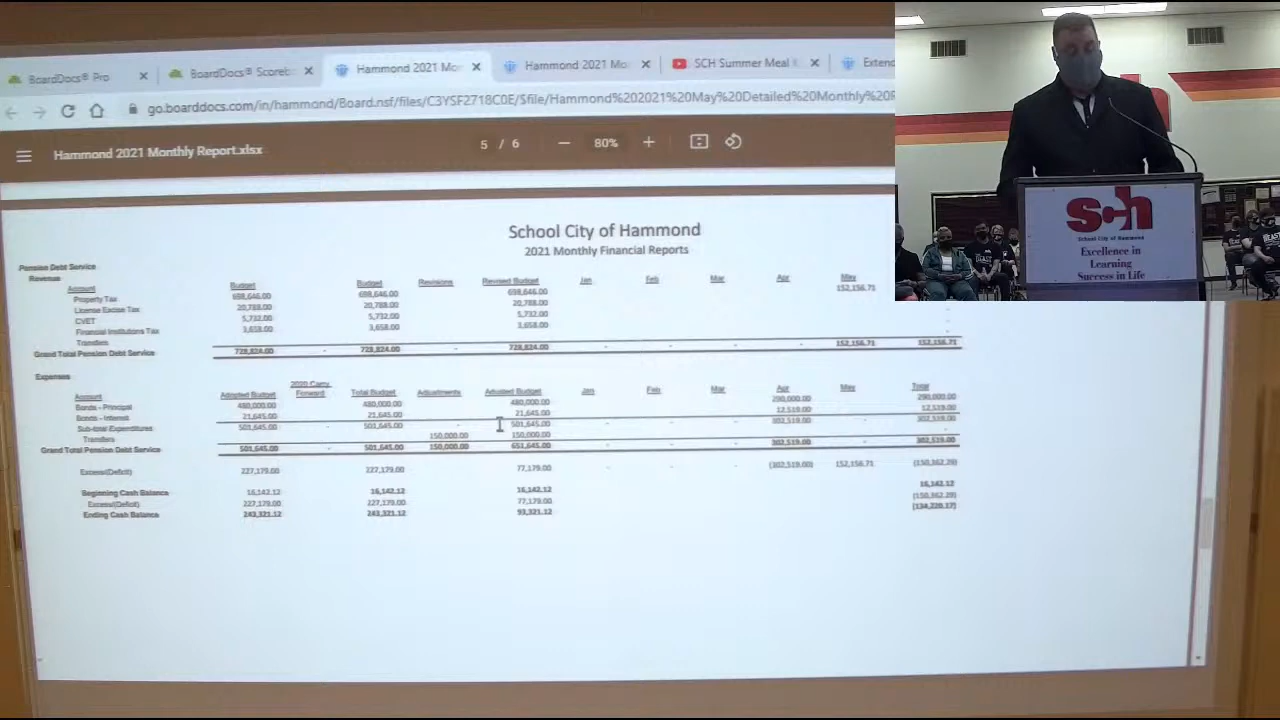 BoardDocs® Pro × BoardDocs® Scoreb × Hammond 2021 Mo × Hammond 2021 Mo × SCH Summer Meal × Extend
go.boarddocs.com/in/hammond/Board.nsf/files/C3YSF2718C0E/$file/Hammond%202021%20May%20Detailed%20Monthly%20R
Hammond 2021 Monthly Report.xlsx 5 / 6 80%
School City of Hammond
2021 Monthly Financial Reports
Pension Debt Service
Revenue
Account Budget Budget Revisions Revised Budget Jan Feb Mar Apr May
Property Tax 698,646.00 698,646.00 698,646.00 152,156.71
License Excise Tax 20,788.00 20,788.00 20,788.00
CVET 5,732.00 5,732.00 5,732.00
Financial Institutions Tax 3,658.00 3,658.00 3,658.00
Transfers
Grand Total Pension Debt Service 728,824.00 - 728,824.00 - 728,824.00 - - - - 152,156.71 152,156.71
Expenses
Account Adopted Budget 2020 Carry Forward Total Budget Adjustments Adjusted Budget Jan Feb Mar Apr May Total
Bonds - Principal 480,000.00 480,000.00 480,000.00 290,000.00 290,000.00
Bonds - Interest 21,645.00 21,645.00 21,645.00 12,519.00 12,519.00
Sub-total Expenditures 501,645.00 - 501,645.00 - 501,645.00 - - - 302,519.00 - 302,519.00
Transfers 150,000.00 150,000.00 -
Grand Total Pension Debt Service 501,645.00 - 501,645.00 150,000.00 651,645.00 - - - 302,519.00 - 302,519.00
Excess/(Deficit) 227,179.00 227,179.00 77,179.00 - - - (302,519.00) 152,156.71 (150,362.29)
Beginning Cash Balance 16,142.12 16,142.12 16,142.12 16,142.12
Excess/(Deficit) 227,179.00 227,179.00 77,179.00 (150,362.29)
Ending Cash Balance 243,321.12 243,321.12 93,321.12 (134,220.17)
sch
School City of Hammond
Excellence in
Learning
Success in Life
BEAST